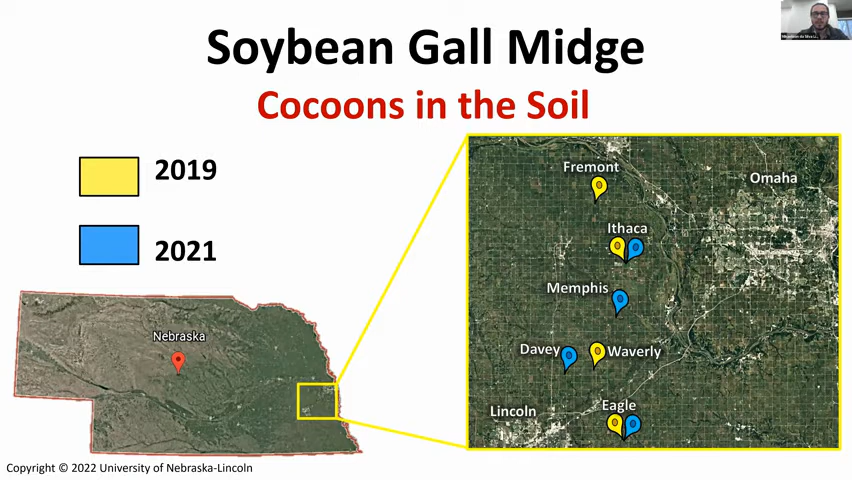 Soybean Gall Midge
Cocoons in the Soil
2019
2021
Nebraska
Fremont
Omaha
Ithaca
Memphis
Davey
Waverly
Lincoln
Eagle
Copyright © 2022 University of Nebraska-Lincoln